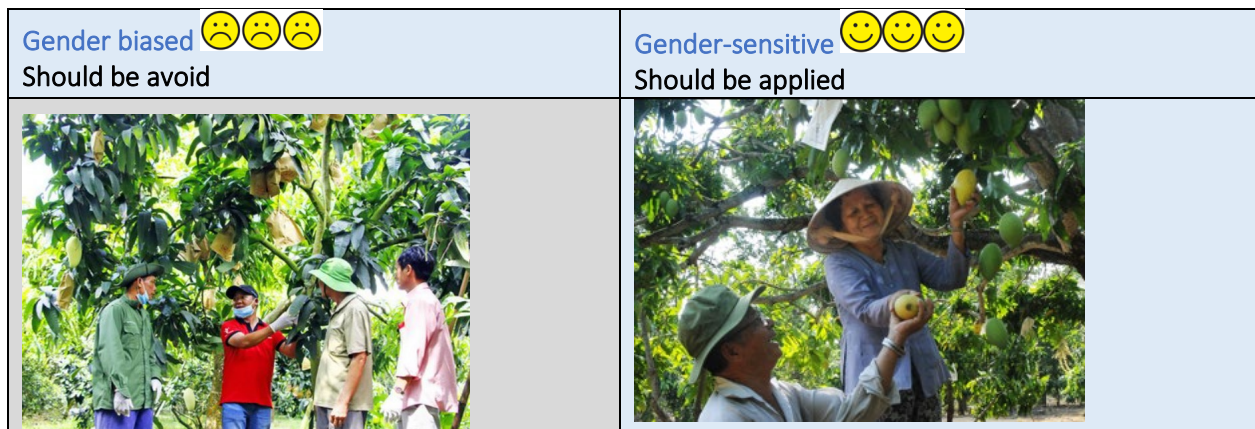 Gender biased
Should be avoid
Gender-sensitive
Should be applied